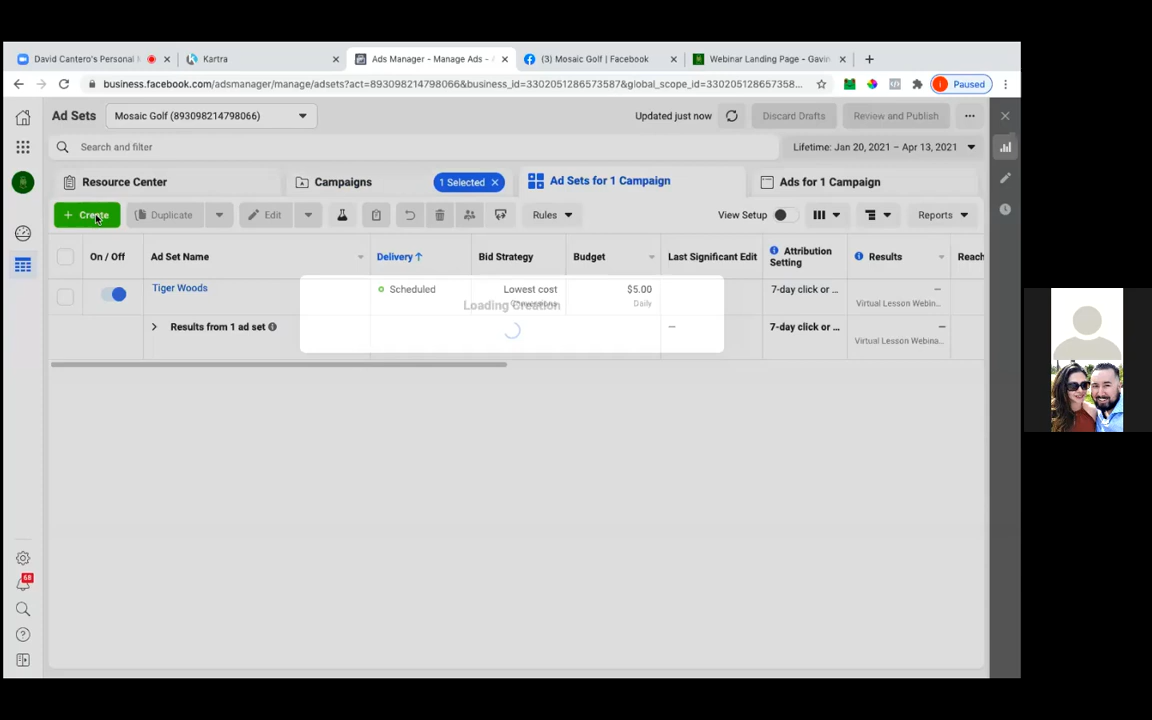 David Cantero's Personal
Kartra
Ads Manager - Manage Ads -
(3) Mosaic Golf | Facebook
Webinar Landing Page - Gavin
business.facebook.com/adsmanager/manage/adsets?act=893098214798066&business_id=3302051286573587&global_scope_id=330205128657358...
Paused
Ad Sets
Mosaic Golf (893098214798066)
Updated just now
Discard Drafts
Review and Publish
Search and filter
Lifetime: Jan 20, 2021 – Apr 13, 2021
Resource Center
Campaigns
1 Selected
Ad Sets for 1 Campaign
Ads for 1 Campaign
+ Create
Duplicate
Edit
Rules
View Setup
Reports
On / Off
Ad Set Name
Delivery ↑
Bid Strategy
Budget
Last Significant Edit
Attribution Setting
Results
Reach
Tiger Woods
Scheduled
Lowest cost
Conversions
$5.00
Daily
7-day click or ...
—
Virtual Lesson Webin...
Loading Creation
Results from 1 ad set
—
7-day click or ...
—
Virtual Lesson Webina...
68